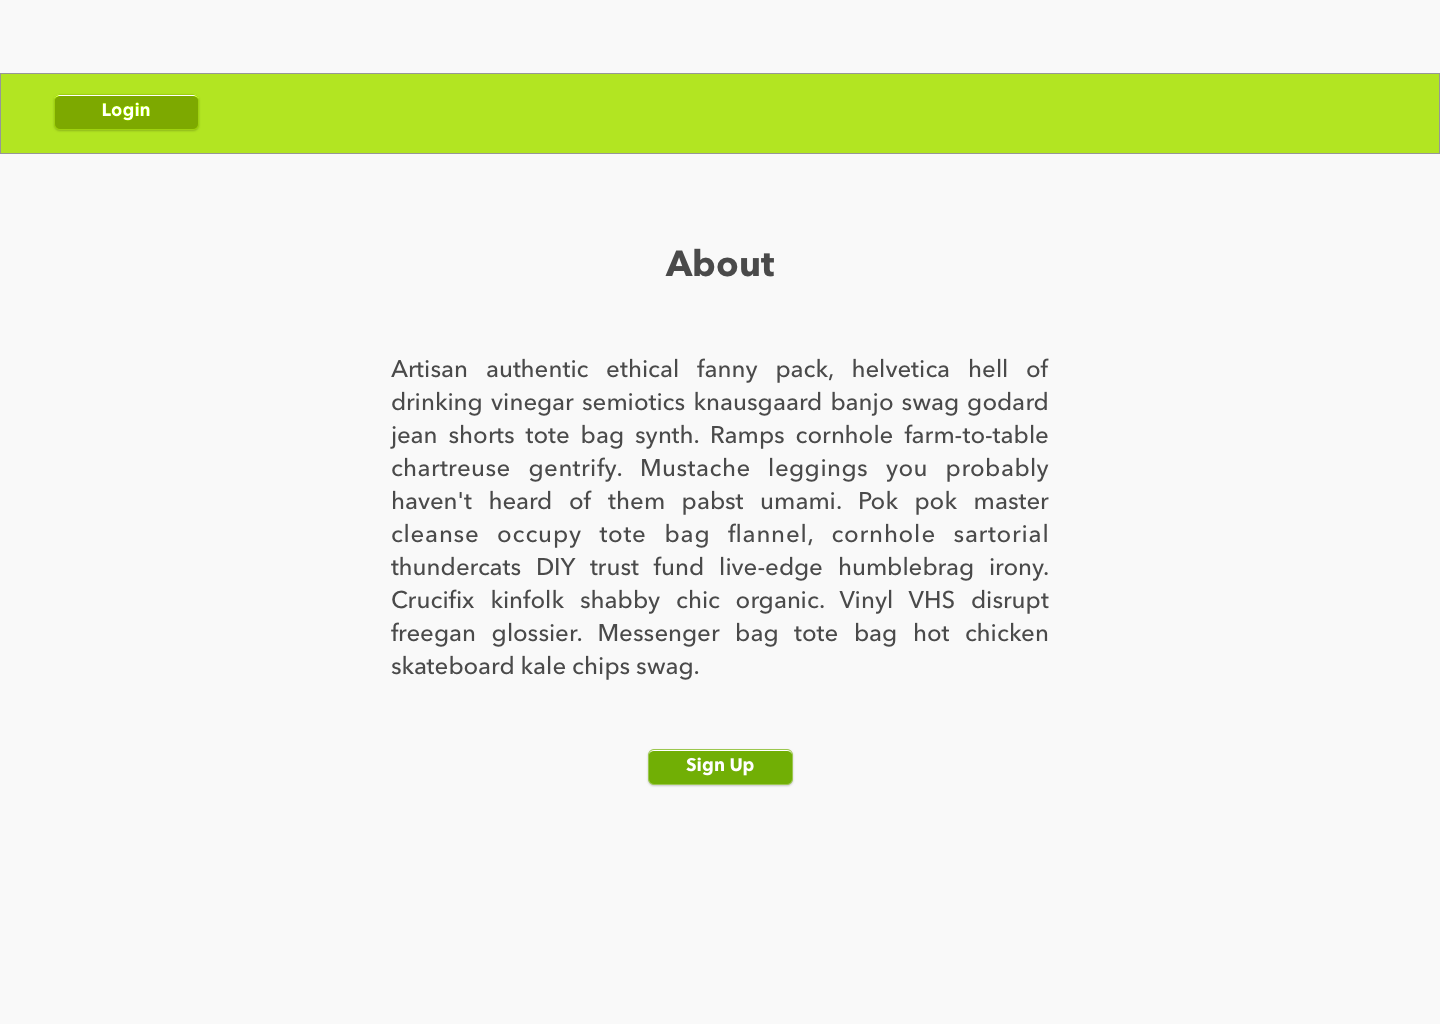 Login
About
Artisan authentic ethical fanny pack, helvetica hell of
drinking vinegar semiotics knausgaard banjo swag godard
jean shorts tote bag synth. Ramps cornhole farm-to-table
chartreuse gentrify. Mustache leggings you probably
haven't heard of them pabst umami. Pok pok master
cleanse occupy tote bag flannel, cornhole sartorial
thundercats DIY trust fund live-edge humblebrag irony.
Crucifix kinfolk shabby chic organic. Vinyl VHS disrupt
freegan glossier. Messenger bag tote bag hot chicken
skateboard kale chips swag.
Sign Up